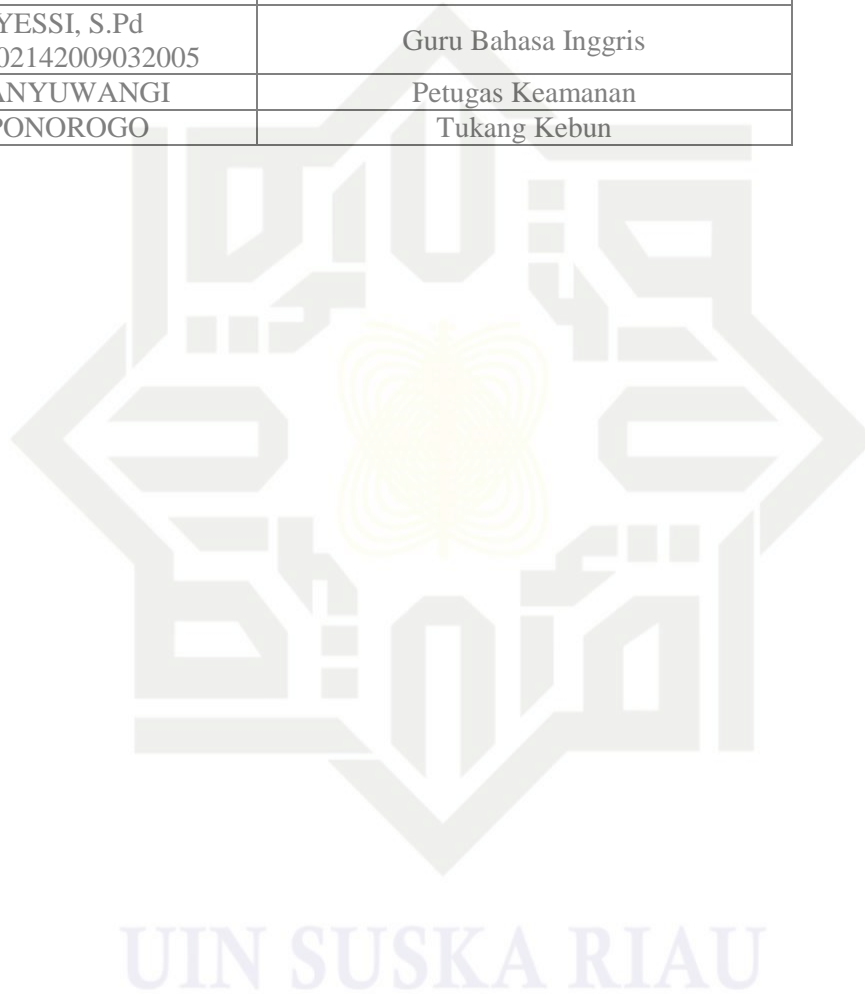 YESSI, S.Pd
02142009032005
Guru Bahasa Inggris
ANYUWANGI
Petugas Keamanan
PONOROGO
Tukang Kebun
UIN SUSKA RIAU